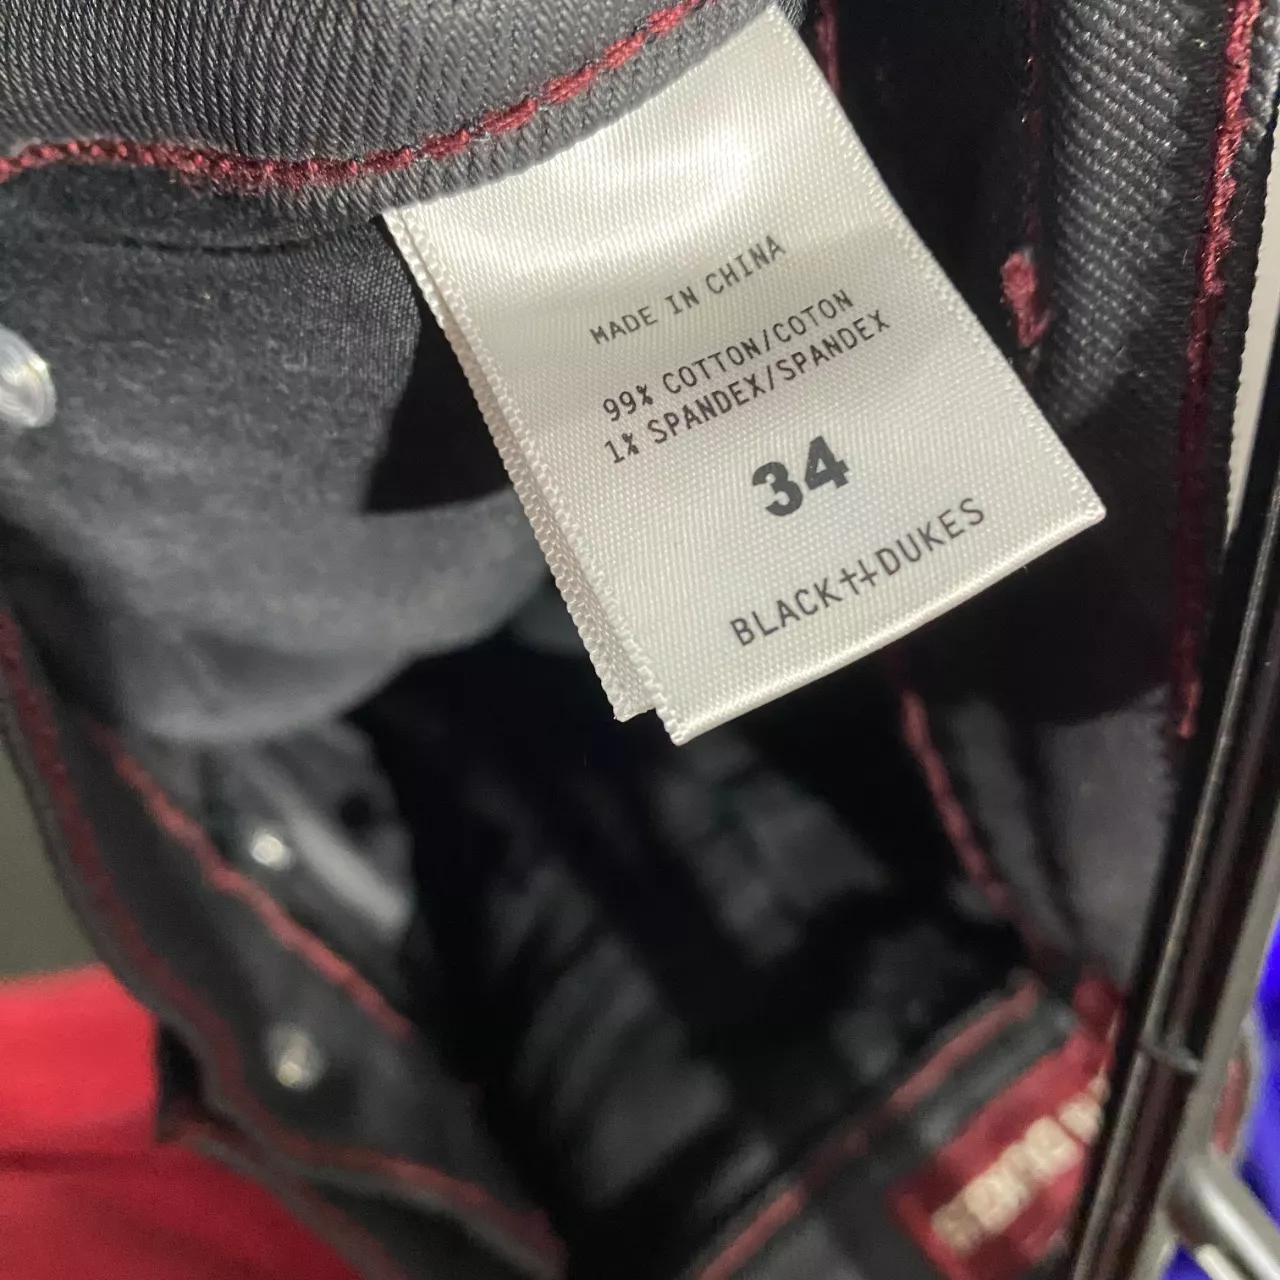 MADE IN CHINA
99% COTTON/COTON
1% SPANDEX/SPANDEX
34
BLACK††DUKES